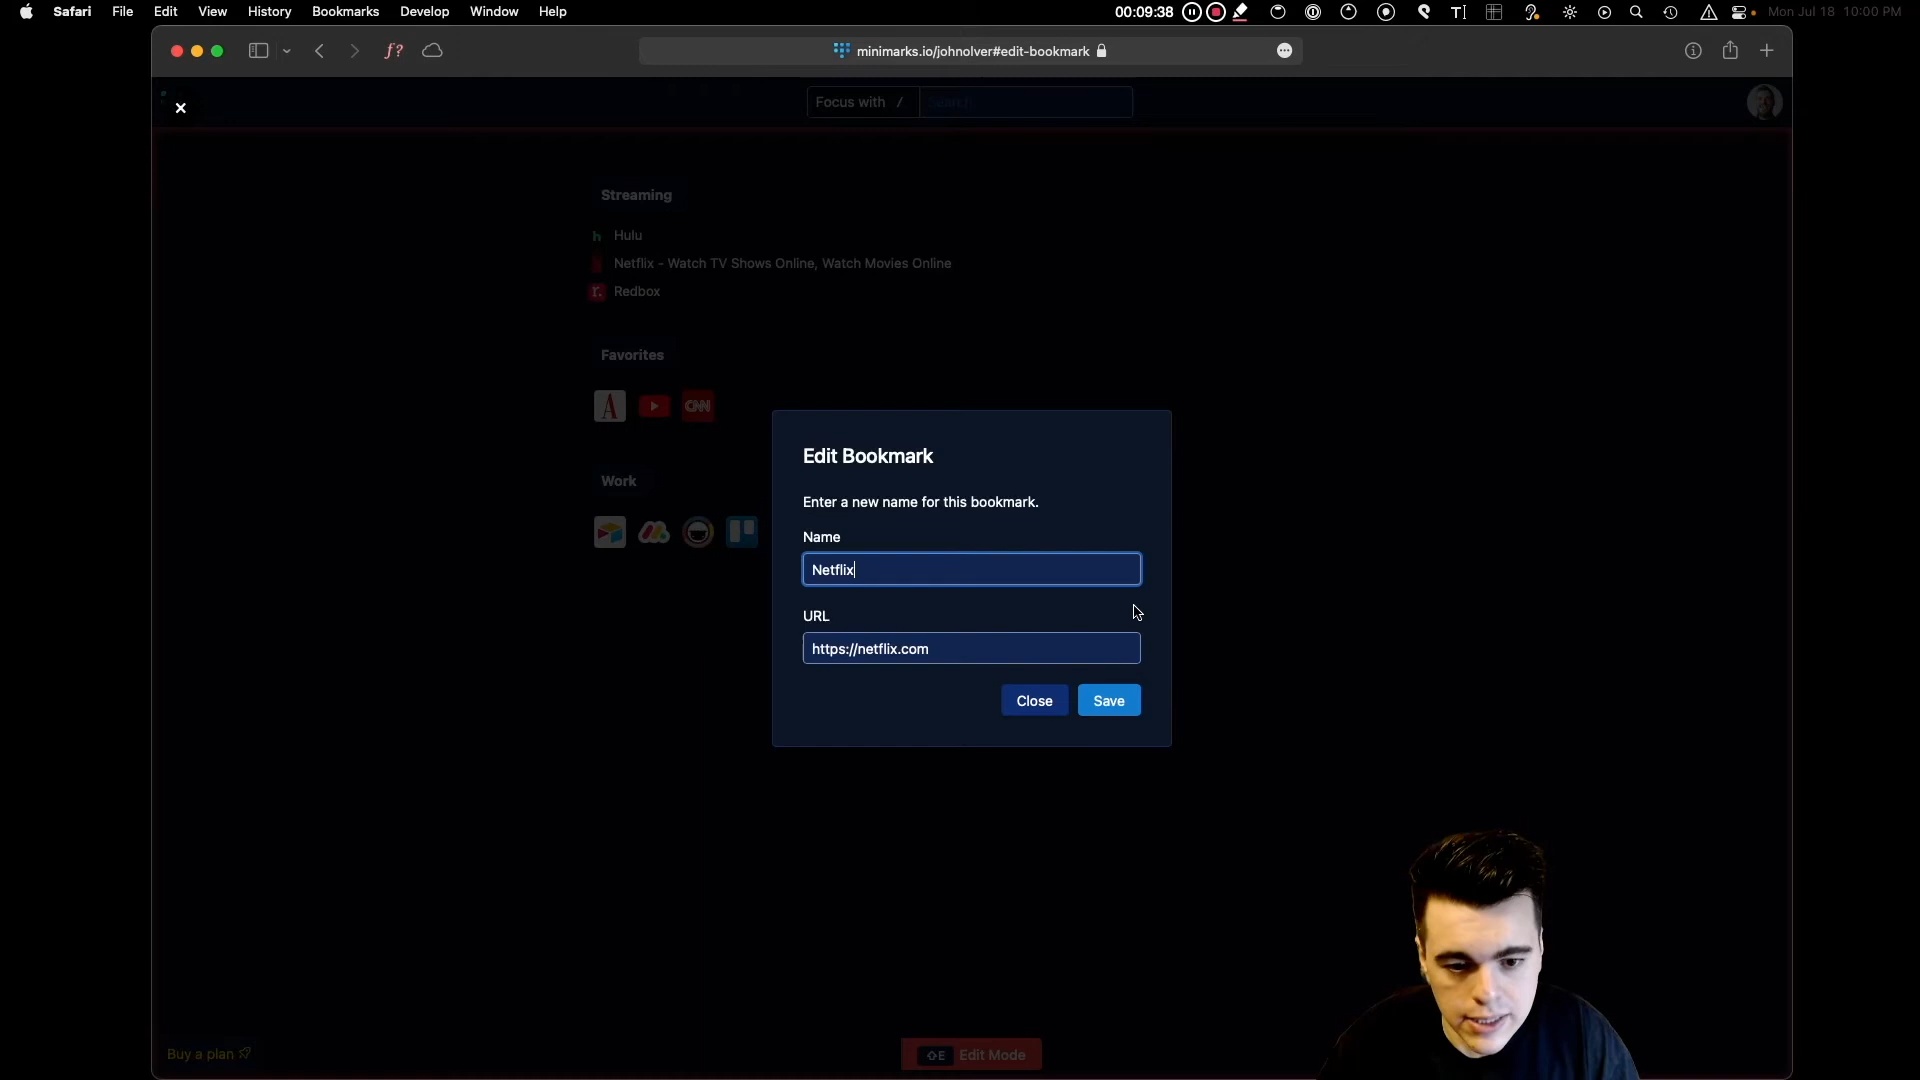 Safari File Edit View History Bookmarks Develop Window Help 00:09:38 Mon Jul 18 10:00 PM
f? minimarks.io/johnolver#edit-bookmark
Focus with / Search
Streaming
h Hulu
Netflix - Watch TV Shows Online, Watch Movies Online
r. Redbox
Favorites
A CNN
Work
Edit Bookmark
Enter a new name for this bookmark.
Name
Netflix
URL
https://netflix.com
Close Save
Buy a plan ⇧E Edit Mode